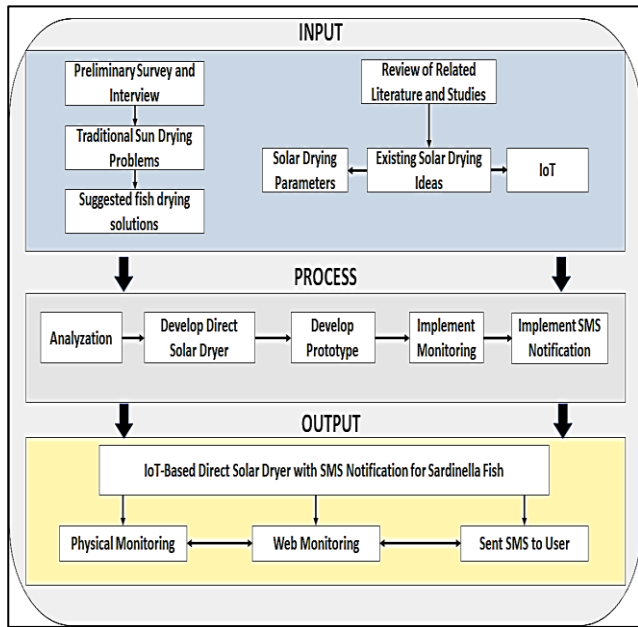 INPUT
Preliminary Survey and
Interview
Traditional Sun Drying
Problems
Suggested fish drying
solutions
Review of Related
Literature and Studies
Solar Drying
Parameters
Existing Solar Drying
Ideas
IoT
PROCESS
Analyzation
Develop Direct
Solar Dryer
Develop
Prototype
Implement
Monitoring
Implement SMS
Notification
OUTPUT
IoT-Based Direct Solar Dryer with SMS Notification for Sardinella Fish
Physical Monitoring
Web Monitoring
Sent SMS to User